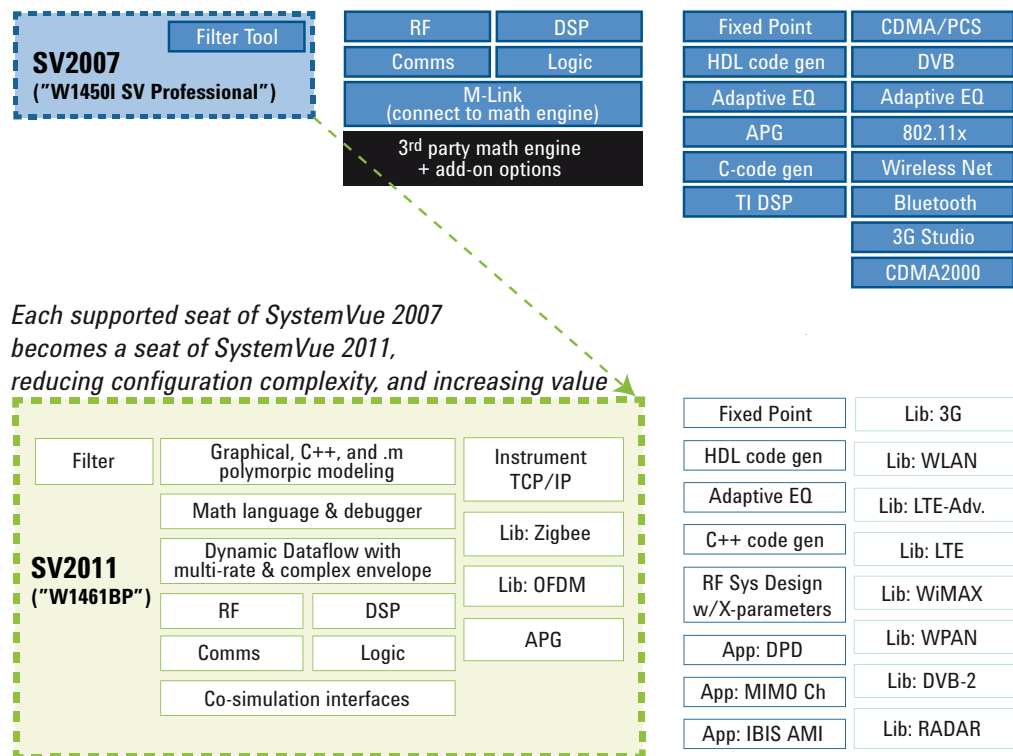 Filter Tool
SV2007
("W1450I SV Professional")
RF
DSP
Comms
Logic
M-Link
(connect to math engine)
3rd party math engine
+ add-on options
Fixed Point
CDMA/PCS
HDL code gen
DVB
Adaptive EQ
Adaptive EQ
APG
802.11x
C-code gen
Wireless Net
TI DSP
Bluetooth
3G Studio
CDMA2000
Each supported seat of SystemVue 2007
becomes a seat of SystemVue 2011,
reducing configuration complexity, and increasing value
SV2011
("W1461BP")
Filter
Graphical, C++, and .m
polymorpic modeling
Math language & debugger
Dynamic Dataflow with
multi-rate & complex envelope
RF
DSP
Comms
Logic
Co-simulation interfaces
Instrument
TCP/IP
Lib: Zigbee
Lib: OFDM
APG
Fixed Point
Lib: 3G
HDL code gen
Lib: WLAN
Adaptive EQ
Lib: LTE-Adv.
C++ code gen
Lib: LTE
RF Sys Design
w/X-parameters
Lib: WiMAX
App: DPD
Lib: WPAN
App: MIMO Ch
Lib: DVB-2
App: IBIS AMI
Lib: RADAR